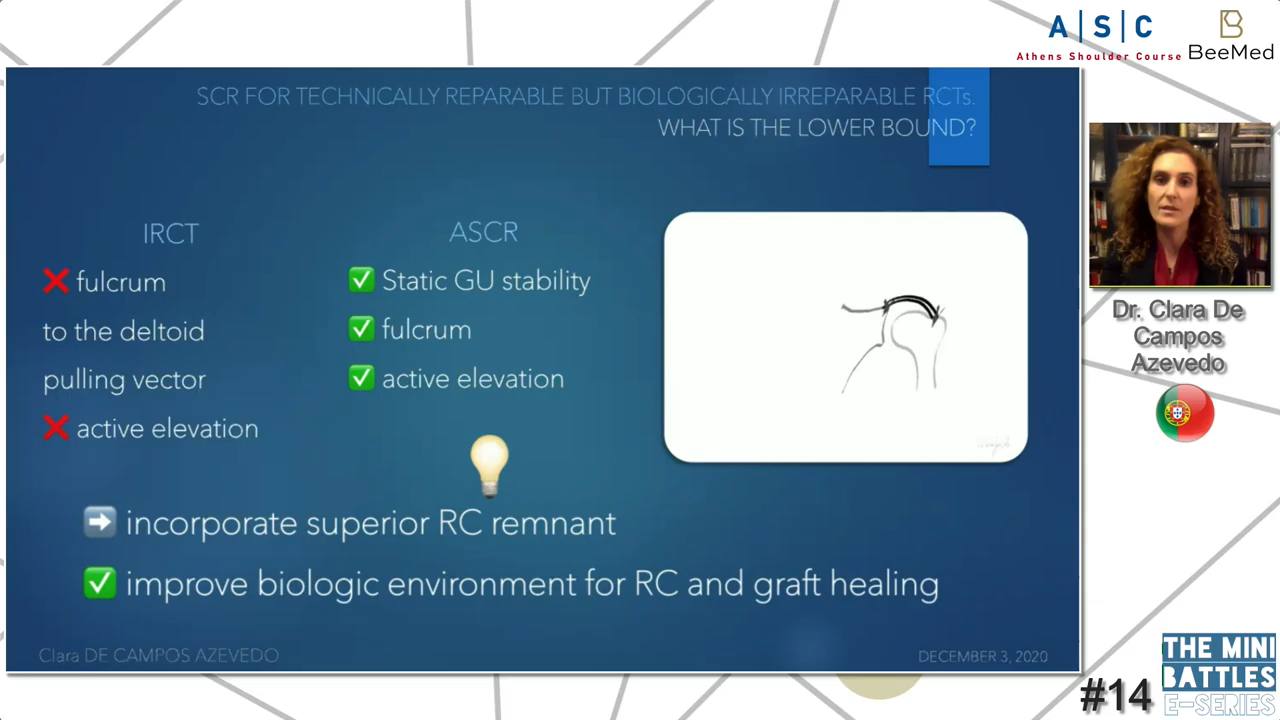 A|S|C
Athens Shoulder Course
BeeMed
SCR FOR TECHNICALLY REPARABLE BUT BIOLOGICALLY IRREPARABLE RCTs.
WHAT IS THE LOWER BOUND?
IRCT
❌ fulcrum
to the deltoid
pulling vector
❌ active elevation
ASCR
✅ Static GU stability
✅ fulcrum
✅ active elevation
➡ incorporate superior RC remnant
✅ improve biologic environment for RC and graft healing
Clara DE CAMPOS AZEVEDO
DECEMBER 3, 2020
Dr. Clara De
Campos
Azevedo
#14
THE MINI
BATTLES
E-SERIES